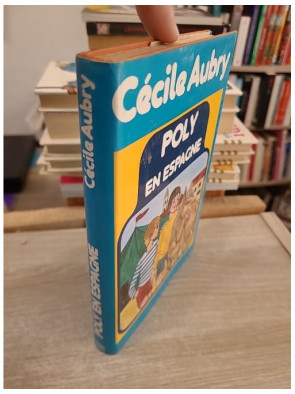 Cécile Aubry
POLY
EN ESPAGNE
Cécile Aubry
POLY EN ESPAGNE